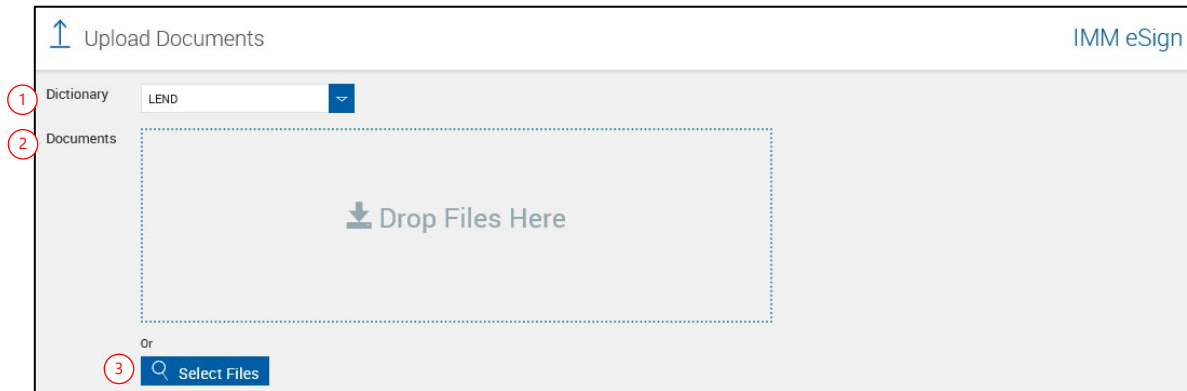 Upload Documents
IMM eSign
1 Dictionary LEND
2 Documents
Drop Files Here
Or
3 Select Files